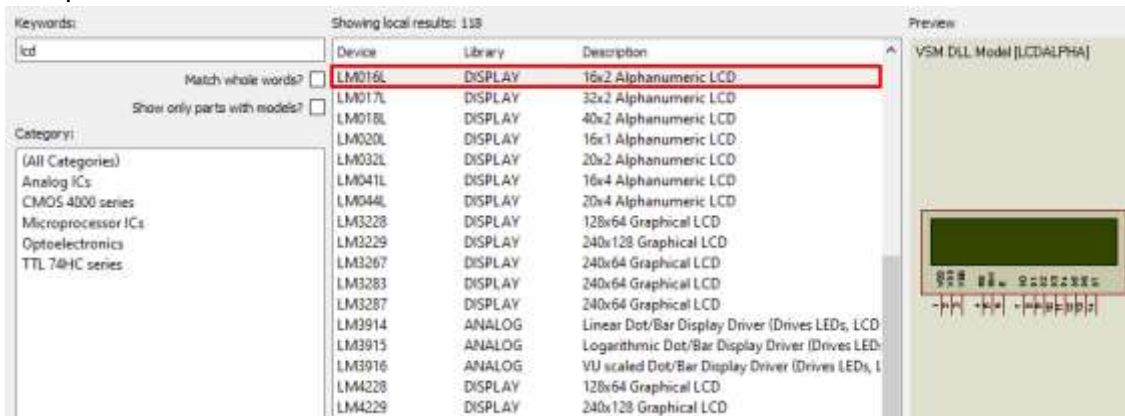 Keywords:
lcd
Match whole words?
Show only parts with models?
Category:
(All Categories)
Analog ICs
CMOS 4000 series
Microprocessor ICs
Optoelectronics
TTL 74HC series
Showing local results: 118
Device Library Description
LM016L DISPLAY 16x2 Alphanumeric LCD
LM017L DISPLAY 32x2 Alphanumeric LCD
LM018L DISPLAY 40x2 Alphanumeric LCD
LM020L DISPLAY 16x1 Alphanumeric LCD
LM032L DISPLAY 20x2 Alphanumeric LCD
LM041L DISPLAY 16x4 Alphanumeric LCD
LM044L DISPLAY 20x4 Alphanumeric LCD
LM3228 DISPLAY 128x64 Graphical LCD
LM3229 DISPLAY 240x128 Graphical LCD
LM3267 DISPLAY 240x64 Graphical LCD
LM3283 DISPLAY 240x64 Graphical LCD
LM3287 DISPLAY 240x64 Graphical LCD
LM3914 ANALOG Linear Dot/Bar Display Driver (Drives LEDs, LCD
LM3915 ANALOG Logarithmic Dot/Bar Display Driver (Drives LED
LM3916 ANALOG VU scaled Dot/Bar Display Driver (Drives LEDs, L
LM4228 DISPLAY 128x64 Graphical LCD
LM4229 DISPLAY 240x128 Graphical LCD
Preview
VSM DLL Model [LCDALPHA]